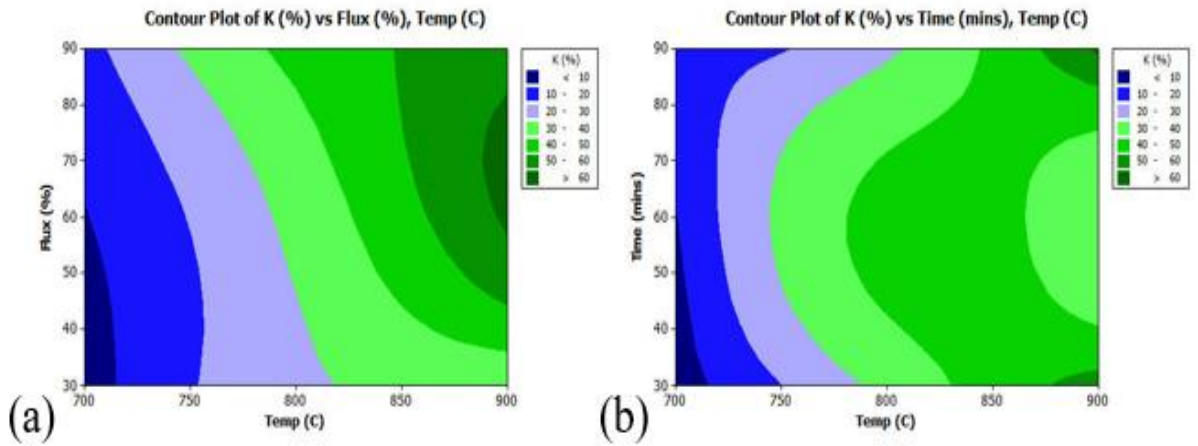 Contour Plot of K (%) vs Flux (%), Temp (C)
90
80
70
60
50
40
30
Flux (%)
700
750
800
850
900
Temp (C)
K (%)
< 10
10 - 20
20 - 30
30 - 40
40 - 50
50 - 60
> 60
(a)
Contour Plot of K (%) vs Time (mins), Temp (C)
90
80
70
60
50
40
30
Time (mins)
700
750
800
850
900
Temp (C)
K (%)
< 10
10 - 20
20 - 30
30 - 40
40 - 50
50 - 60
> 60
(b)